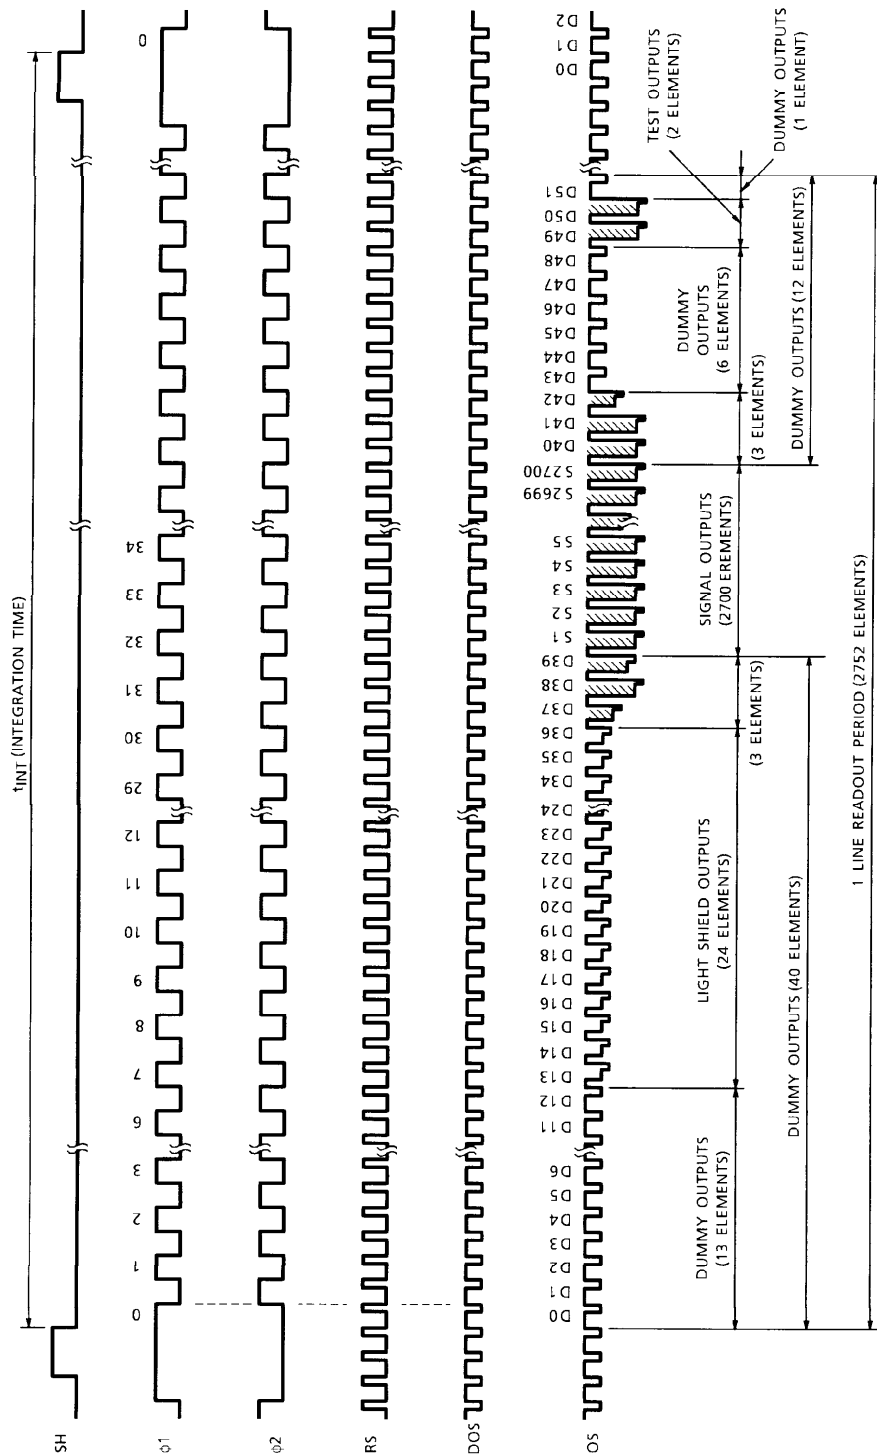 tINT (INTEGRATION TIME)
SH
φ1
0 1 2 3 6 7 8 9 10 11 12 29 30 31 32 33 34 0
φ2
RS
DOS
OS
D0 D1 D2 D3 D4 D5 D6 D11 D12 D13 D14 D15 D16 D17 D18 D19 D20 D21 D22 D23 D24 D34 D35 D36 D37 D38 D39 S1 S2 S3 S4 S5 S2699 S2700 D40 D41 D42 D43 D44 D45 D46 D47 D48 D49 D50 D51 D0 D1 D2
DUMMY OUTPUTS
(13 ELEMENTS)
LIGHT SHIELD OUTPUTS
(24 ELEMENTS)
(3 ELEMENTS)
SIGNAL OUTPUTS
(2700 EREMENTS)
(3 ELEMENTS)
DUMMY
OUTPUTS
(6 ELEMENTS)
TEST OUTPUTS
(2 ELEMENTS)
DUMMY OUTPUTS
(1 ELEMENT)
DUMMY OUTPUTS (40 ELEMENTS)
DUMMY OUTPUTS (12 ELEMENTS)
1 LINE READOUT PERIOD (2752 ELEMENTS)